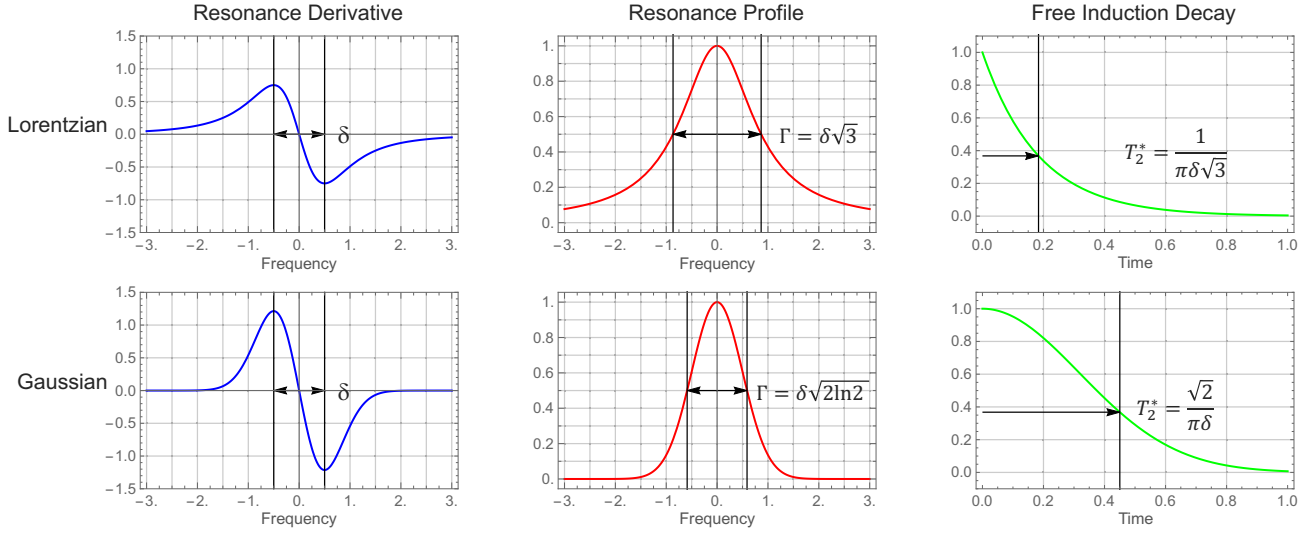 Resonance Derivative
Resonance Profile
Free Induction Decay
Lorentzian
1.5
1.0
0.5
0.0
−0.5
−1.0
−1.5
−3. −2. −1. 0. 1. 2. 3.
Frequency
δ
1.
0.8
0.6
0.4
0.2
0.
−3. −2. −1. 0. 1. 2. 3.
Frequency
Γ = δ√3
1.0
0.8
0.6
0.4
0.2
0.0
0.0 0.2 0.4 0.6 0.8 1.0
Time
T₂* = 1/(πδ√3)
Gaussian
1.5
1.0
0.5
0.0
−0.5
−1.0
−1.5
−3. −2. −1. 0. 1. 2. 3.
Frequency
δ
1.
0.8
0.6
0.4
0.2
0.
−3. −2. −1. 0. 1. 2. 3.
Frequency
Γ = δ√(2ln2)
1.0
0.8
0.6
0.4
0.2
0.0
0.0 0.2 0.4 0.6 0.8 1.0
Time
T₂* = √2/(πδ)